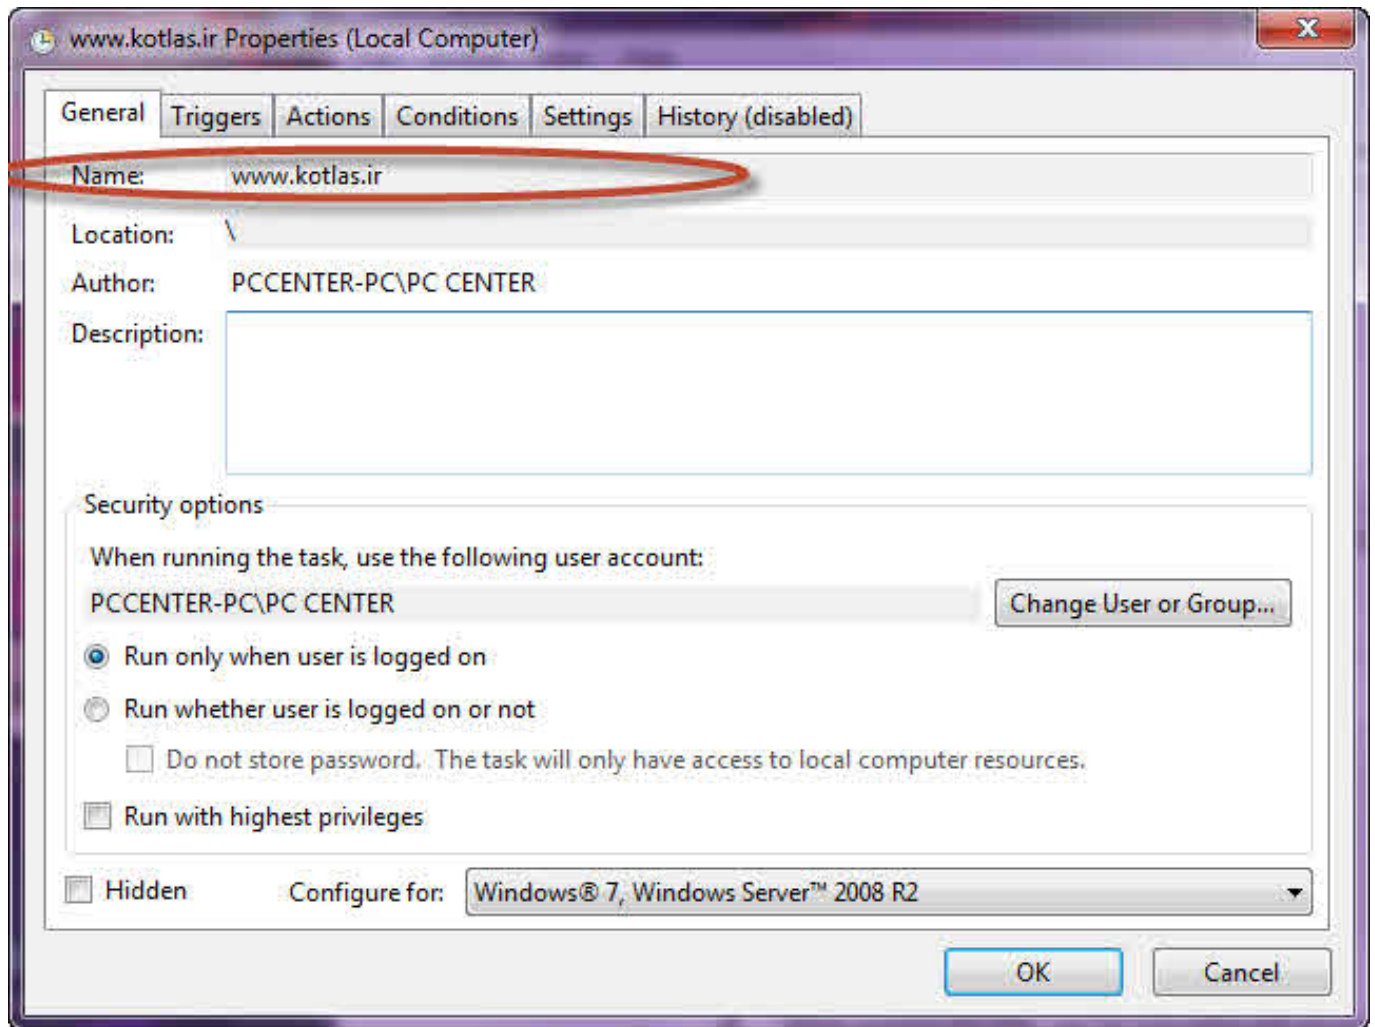 www.kotlas.ir Properties (Local Computer)
X
General Triggers Actions Conditions Settings History (disabled)
Name: www.kotlas.ir
Location: \
Author: PCCENTER-PC\PC CENTER
Description:
Security options
When running the task, use the following user account:
PCCENTER-PC\PC CENTER Change User or Group...
Run only when user is logged on
Run whether user is logged on or not
Do not store password. The task will only have access to local computer resources.
Run with highest privileges
Hidden Configure for: Windows® 7, Windows Server™ 2008 R2
OK Cancel